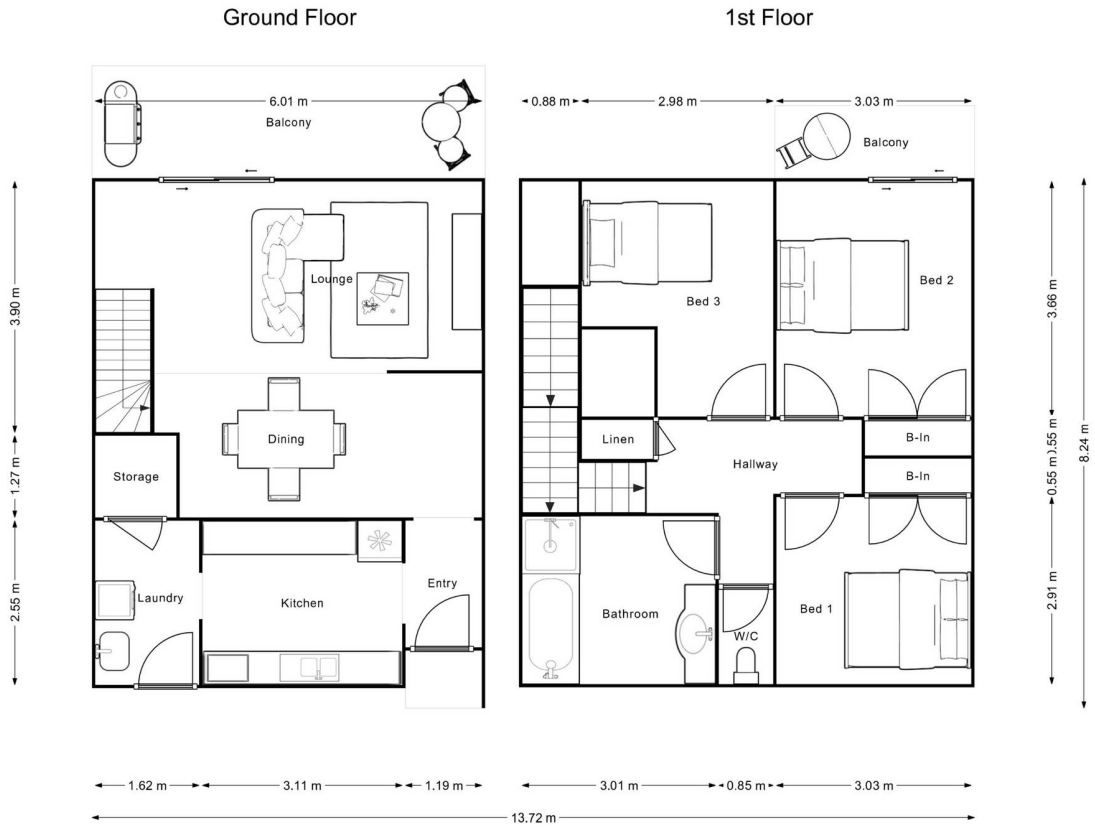 Ground Floor
1st Floor
6.01 m
Balcony
0.88 m
2.98 m
3.03 m
Balcony
Lounge
Bed 3
Bed 2
3.90 m
3.66 m
Dining
Linen
B-In
Hallway
B-In
Storage
1.27 m
0.55 m
0.55 m
8.24 m
Laundry
Kitchen
Entry
Bathroom
W/C
Bed 1
2.55 m
2.91 m
1.62 m
3.11 m
1.19 m
3.01 m
0.85 m
3.03 m
13.72 m